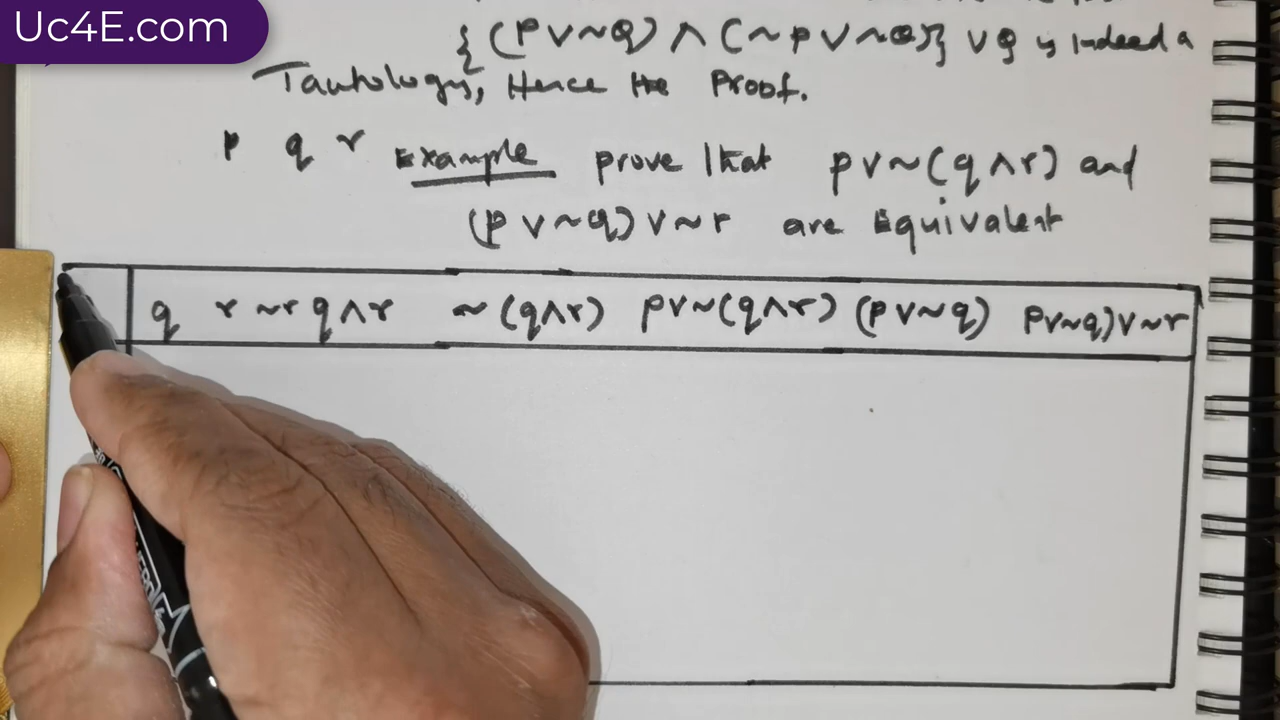 Uc4E.com
{(p∨~q)∧(~p∨~q)}∨q is indeed a
Tautology, Hence the Proof.
p q r Example prove that p∨~(q∧r) and
(p∨~q)∨~r are Equivalent
q r ~r q∧r ~(q∧r) p∨~(q∧r) (p∨~q) p∨~q)∨~r